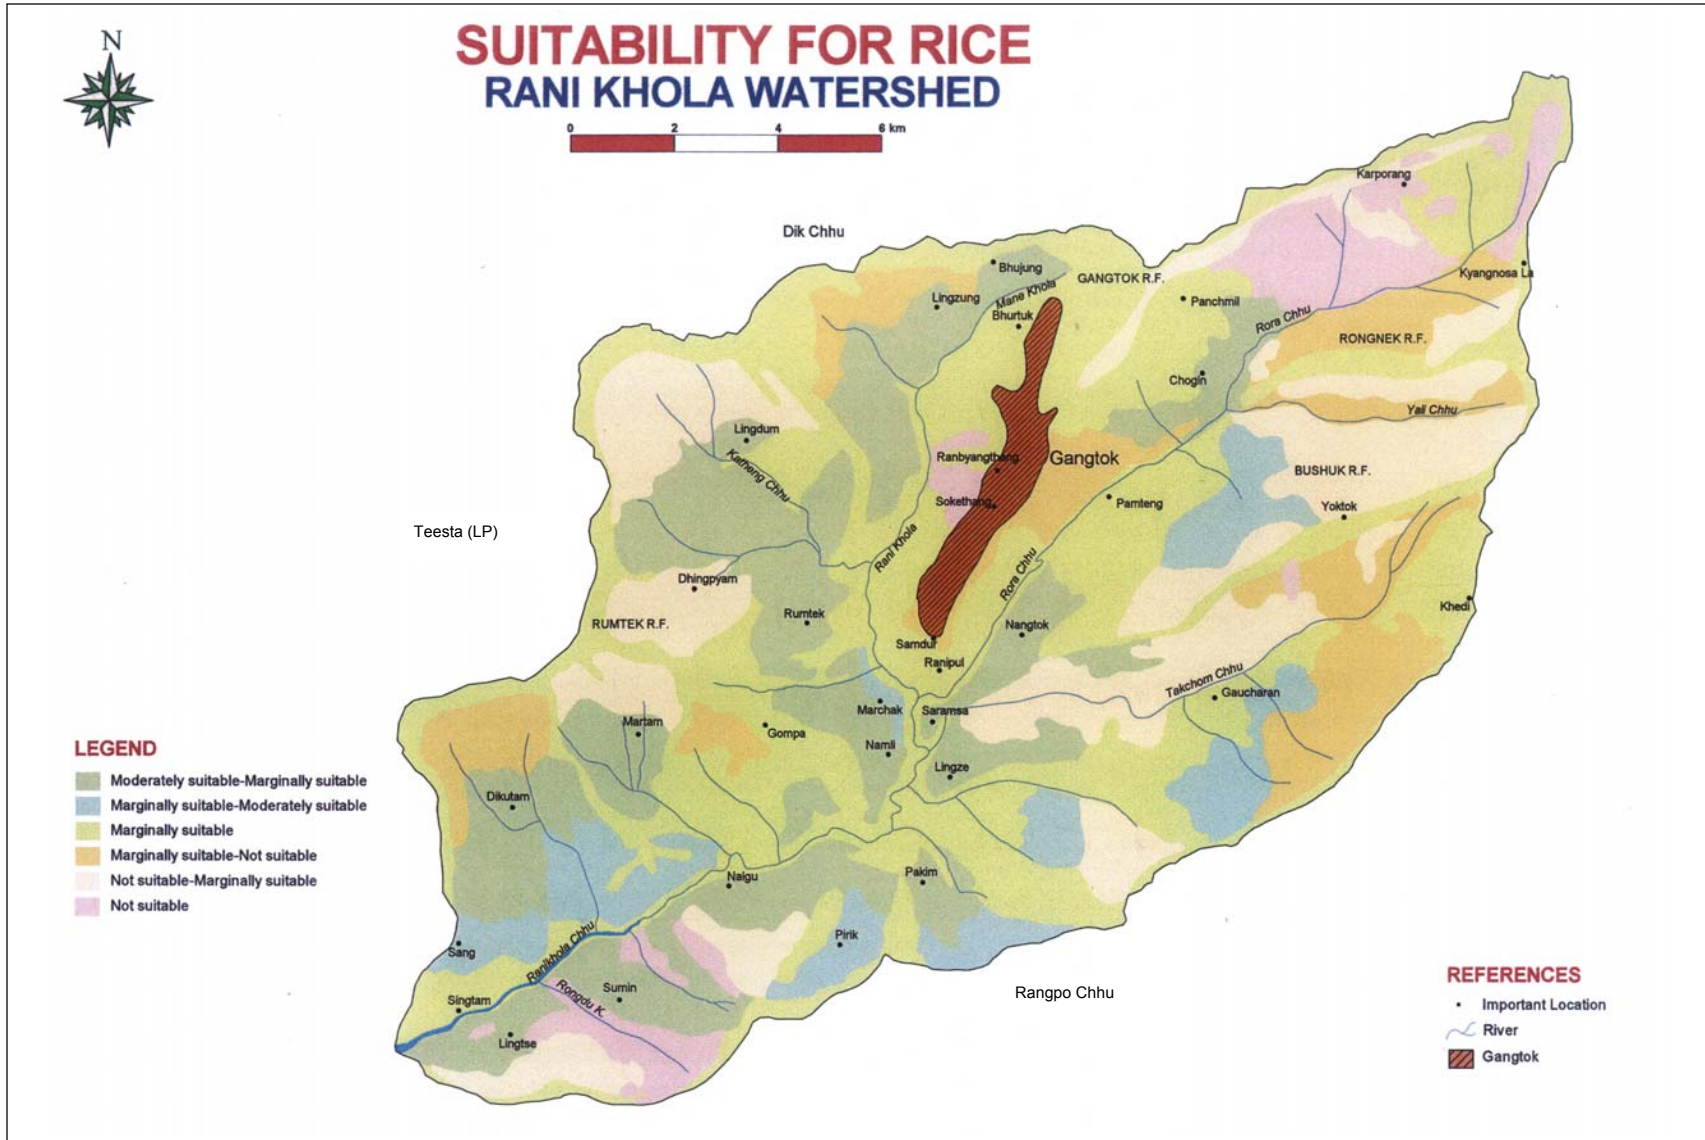 N
SUITABILITY FOR RICE
RANI KHOLA WATERSHED
0 2 4 6 km
Karporang
Dik Chhu
Bhujung
GANGTOK R.F.
Kyangnosa La
Mane Khola
Lingzung
Panchmil
Bhurtuk
Rora Chhu
RONGNEK R.F.
Chogin
Yali Chhu
Lingdum
Ranbyangthang
Gangtok
Katheng Chhu
BUSHUK R.F.
Sokethang
Pamteng
Yoktok
Teesta (LP)
Rani Khola
Rora Chhu
Dhingpyam
Khedi
Rumtek
RUMTEK R.F.
Nangtok
Samdur
Ranipul
Takchom Chhu
Gaucharan
Marchak
Saramsa
Martam
Gompa
Namli
Lingze
LEGEND
Moderately suitable-Marginally suitable
Marginally suitable-Moderately suitable
Marginally suitable
Marginally suitable-Not suitable
Not suitable-Marginally suitable
Not suitable
Dikutam
Nalgu
Pakim
Pirik
Sang
Ranikhola Chhu
Rongdu K.
Sumin
Singtam
Lingtse
Rangpo Chhu
REFERENCES
Important Location
River
Gangtok